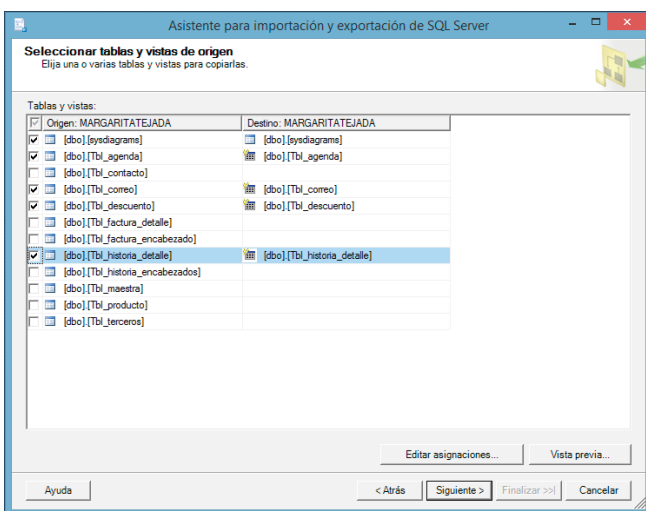 Asistente para importación y exportación de SQL Server
Seleccionar tablas y vistas de origen
Elija una o varias tablas y vistas para copiarlas.
Tablas y vistas:
Origen: MARGARITATEJADA Destino: MARGARITATEJADA
[dbo].[sysdiagrams] [dbo].[sysdiagrams]
[dbo].[Tbl_agenda] [dbo].[Tbl_agenda]
[dbo].[Tbl_contacto]
[dbo].[Tbl_correo] [dbo].[Tbl_correo]
[dbo].[Tbl_descuento] [dbo].[Tbl_descuento]
[dbo].[Tbl_factura_detalle]
[dbo].[Tbl_factura_encabezado]
[dbo].[Tbl_historia_detalle] [dbo].[Tbl_historia_detalle]
[dbo].[Tbl_historia_encabezados]
[dbo].[Tbl_maestra]
[dbo].[Tbl_producto]
[dbo].[Tbl_terceros]
Editar asignaciones... Vista previa...
Ayuda < Atrás Siguiente > Finalizar >>| Cancelar